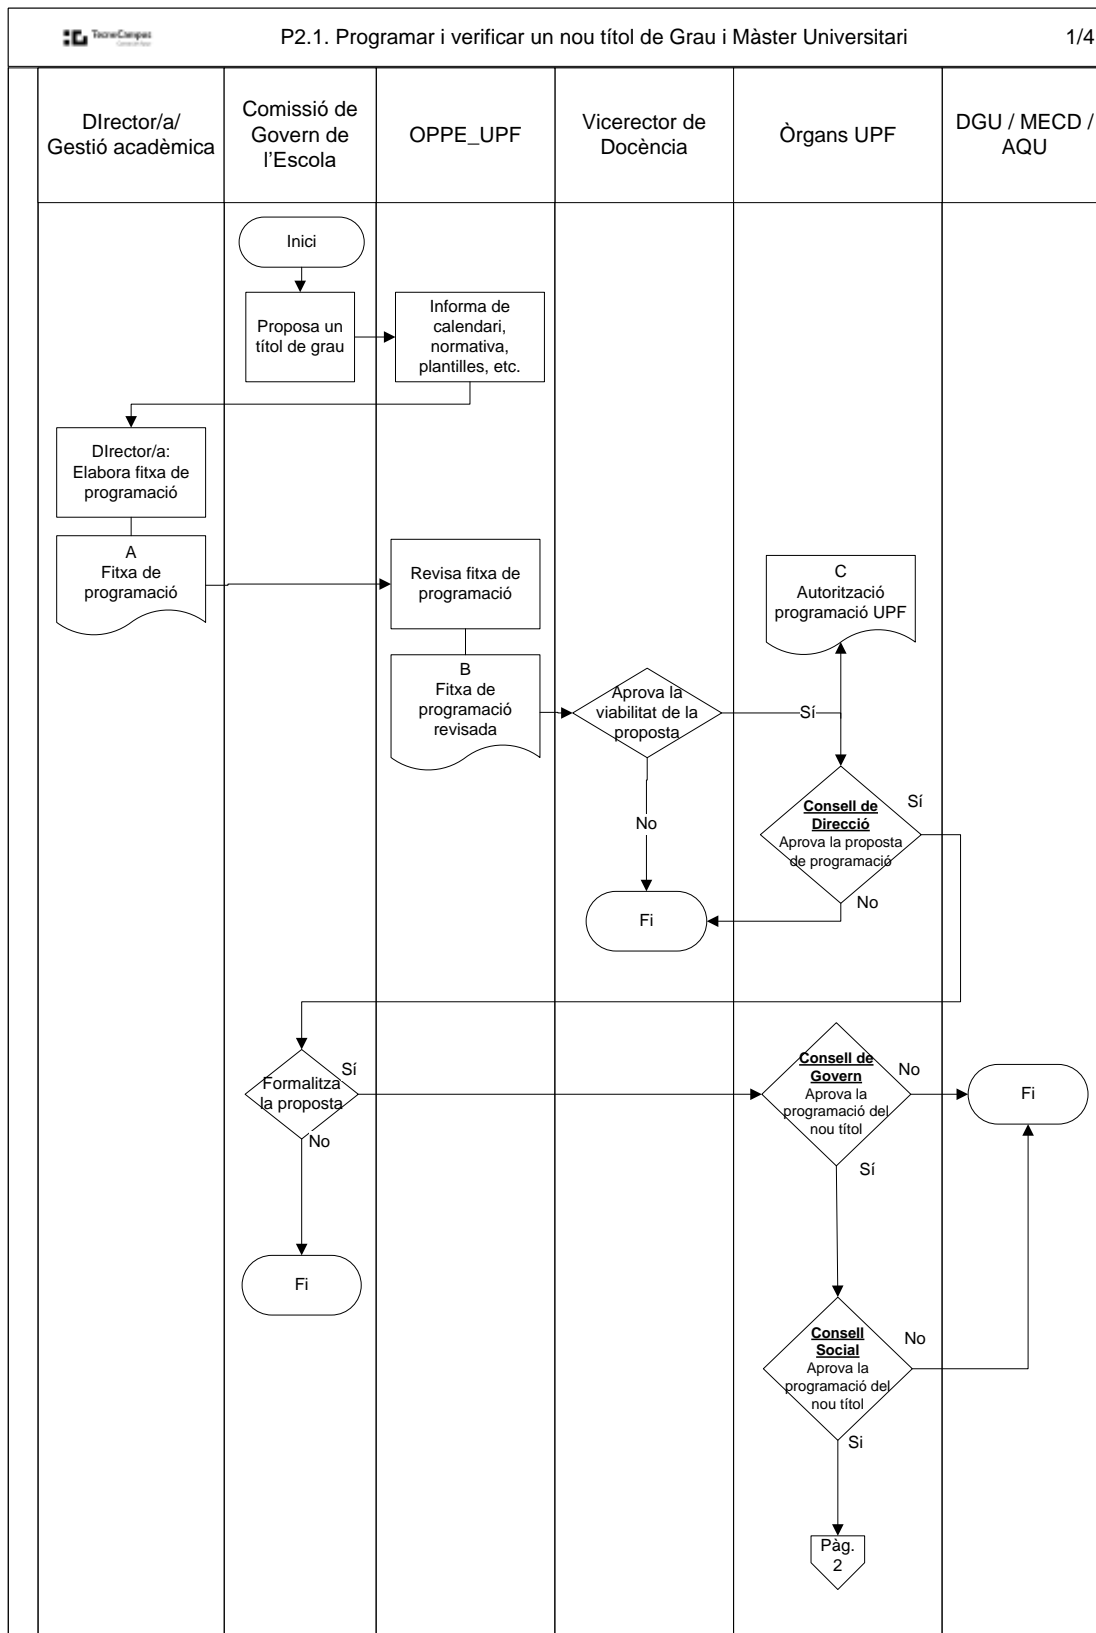 TecnoCampus
P2.1. Programar i verificar un nou títol de Grau i Màster Universitari
1/4
DIrector/a/
Gestió acadèmica
Comissió de
Govern de
l'Escola
OPPE_UPF
Vicerector de
Docència
Òrgans UPF
DGU / MECD /
AQU
Inici
Proposa un
títol de grau
Informa de
calendari,
normativa,
plantilles, etc.
DIrector/a:
Elabora fitxa de
programació
A
Fitxa de
programació
Revisa fitxa de
programació
C
Autorització
programació UPF
B
Fitxa de
programació
revisada
Aprova la
viabilitat de la
proposta
Sí
No
Consell de
Direcció
Aprova la proposta
de programació
Sí
No
Fi
Formalitza
la proposta
Sí
No
Consell de
Govern
Aprova la
programació del
nou títol
No
Sí
Fi
Fi
Consell
Social
Aprova la
programació del
nou títol
No
Si
Pàg.
2